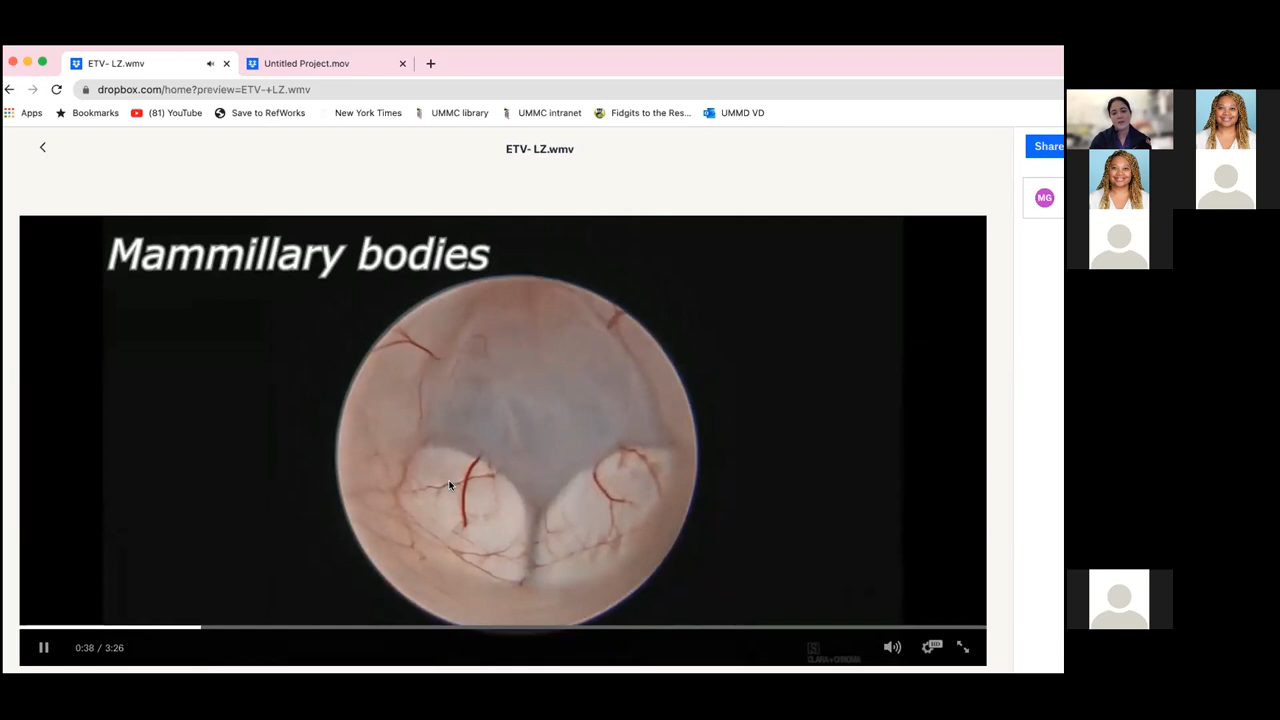 ETV- LZ.wmv
Untitled Project.mov
dropbox.com/home?preview=ETV-+LZ.wmv
Apps
Bookmarks
(81) YouTube
Save to RefWorks
New York Times
UMMC library
UMMC intranet
Fidgits to the Res...
UMMD VD
ETV- LZ.wmv
Share
MG
Mammillary bodies
0:38 / 3:26
HD